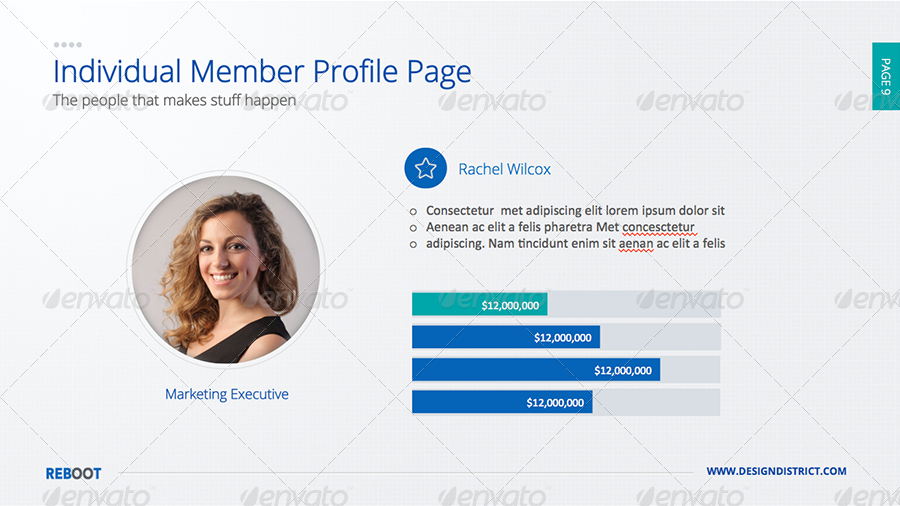 Individual Member Profile Page
The people that makes stuff happen
PAGE 9
Rachel Wilcox
Consectetur met adipiscing elit lorem ipsum dolor sit
Aenean ac elit a felis pharetra Met concesctetur
adipiscing. Nam tincidunt enim sit aenan ac elit a felis
$12,000,000
$12,000,000
$12,000,000
$12,000,000
Marketing Executive
REBOOT
WWW.DESIGNDISTRICT.COM
envato